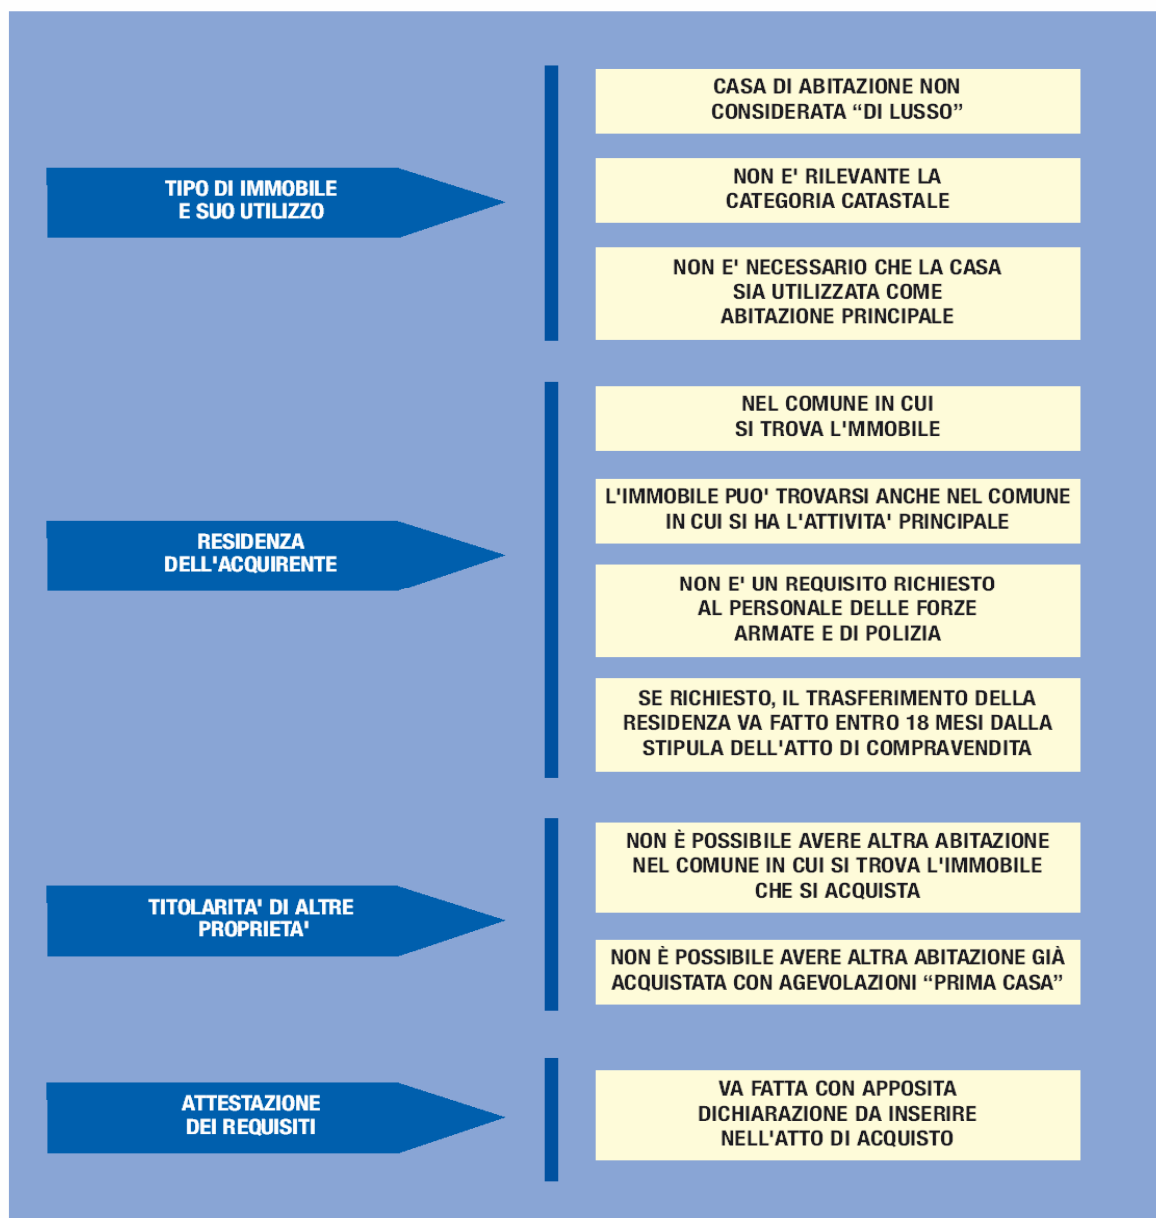 TIPO DI IMMOBILE
E SUO UTILIZZO
CASA DI ABITAZIONE NON
CONSIDERATA “DI LUSSO”
NON E' RILEVANTE LA
CATEGORIA CATASTALE
NON E' NECESSARIO CHE LA CASA
SIA UTILIZZATA COME
ABITAZIONE PRINCIPALE
RESIDENZA
DELL'ACQUIRENTE
NEL COMUNE IN CUI
SI TROVA L'MMOBILE
L'IMMOBILE PUO' TROVARSI ANCHE NEL COMUNE
IN CUI SI HA L'ATTIVITA' PRINCIPALE
NON E' UN REQUISITO RICHIESTO
AL PERSONALE DELLE FORZE
ARMATE E DI POLIZIA
SE RICHIESTO, IL TRASFERIMENTO DELLA
RESIDENZA VA FATTO ENTRO 18 MESI DALLA
STIPULA DELL'ATTO DI COMPRAVENDITA
TITOLARITA' DI ALTRE
PROPRIETA'
NON È POSSIBILE AVERE ALTRA ABITAZIONE
NEL COMUNE IN CUI SI TROVA L'IMMOBILE
CHE SI ACQUISTA
NON È POSSIBILE AVERE ALTRA ABITAZIONE GIÀ
ACQUISTATA CON AGEVOLAZIONI “PRIMA CASA”
ATTESTAZIONE
DEI REQUISITI
VA FATTA CON APPOSITA
DICHIARAZIONE DA INSERIRE
NELL'ATTO DI ACQUISTO